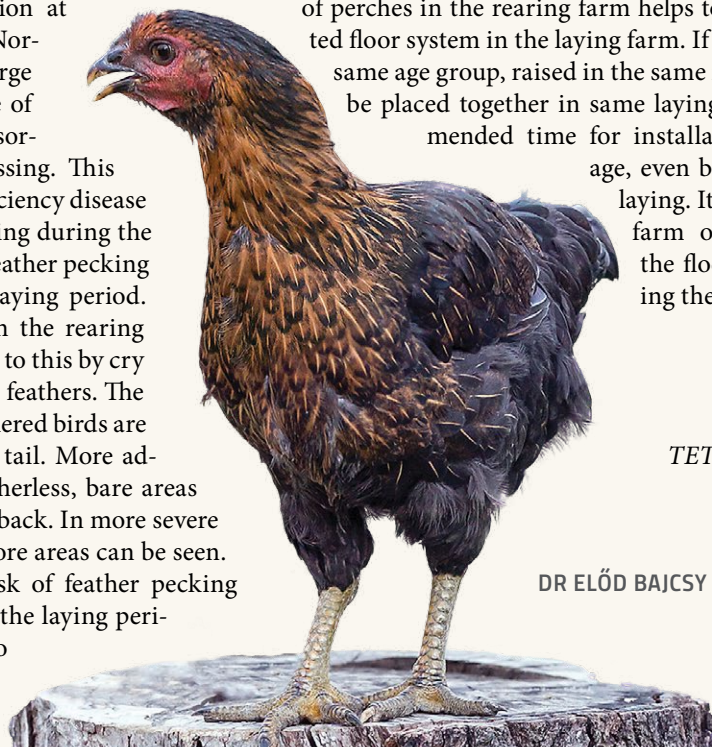 ion at
Nor-
rge
e of
sor-
ssing. This
ciency disease
ing during the
eather pecking
aying period.
n the rearing
to this by cry
feathers. The
ered birds are
tail. More ad-
herless, bare areas
back. In more severe
ore areas can be seen.
sk of feather pecking
the laying peri-
o
of perches in the rearing farm helps to
ted floor system in the laying farm. If
same age group, raised in the same
be placed together in same laying
mended time for installa
age, even b
laying. It
farm o
the flo
ing the
TET
DR ELŐD BAJCSY